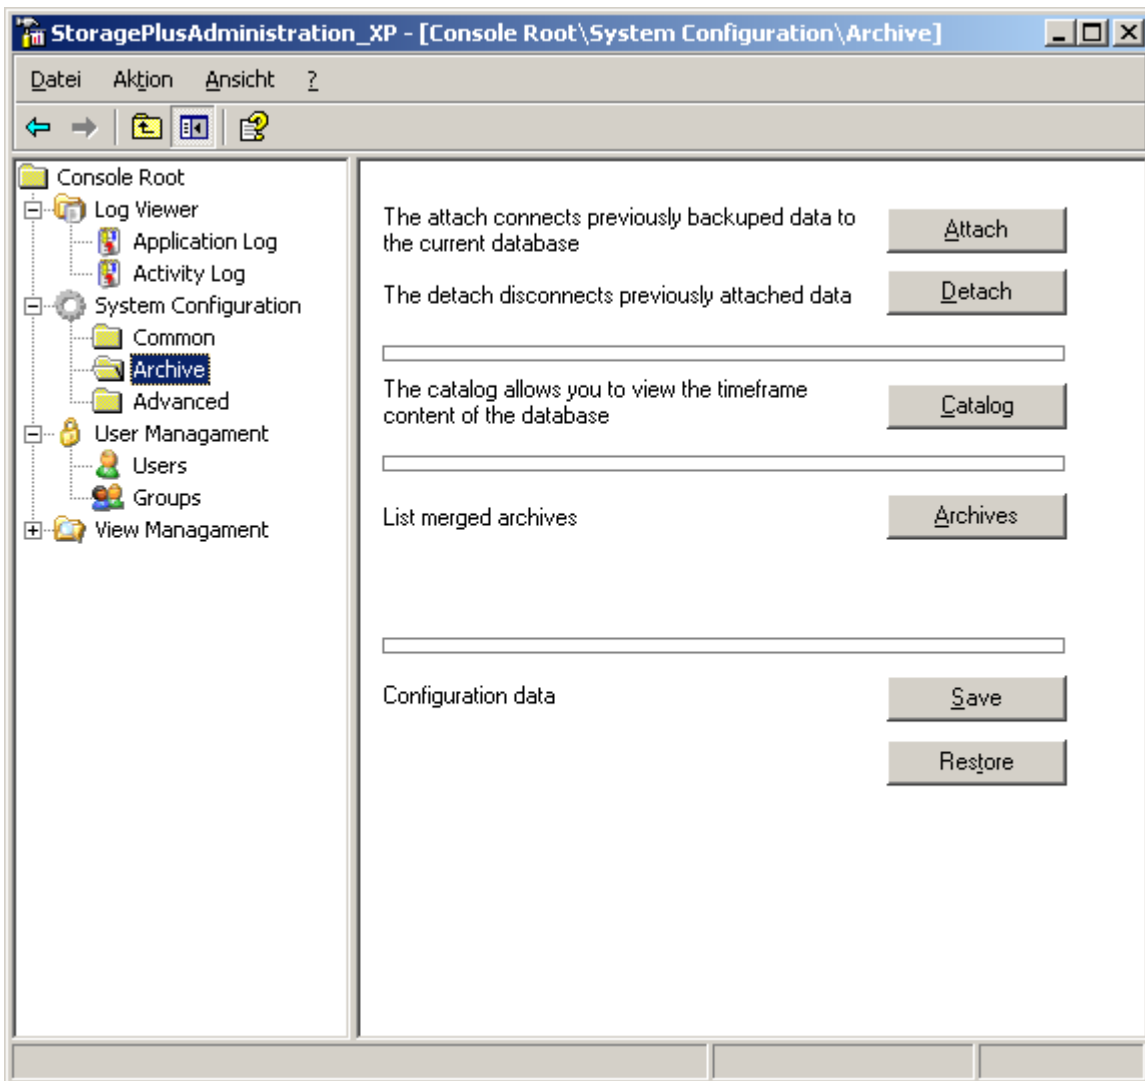 StoragePlusAdministration_XP - [Console Root\System Configuration\Archive]
Datei Aktion Ansicht ?
Console Root
Log Viewer
Application Log
Activity Log
System Configuration
Common
Archive
Advanced
User Managament
Users
Groups
View Managament
The attach connects previously backuped data to
the current database
Attach
The detach disconnects previously attached data
Detach
The catalog allows you to view the timeframe
content of the database
Catalog
List merged archives
Archives
Configuration data
Save
Restore